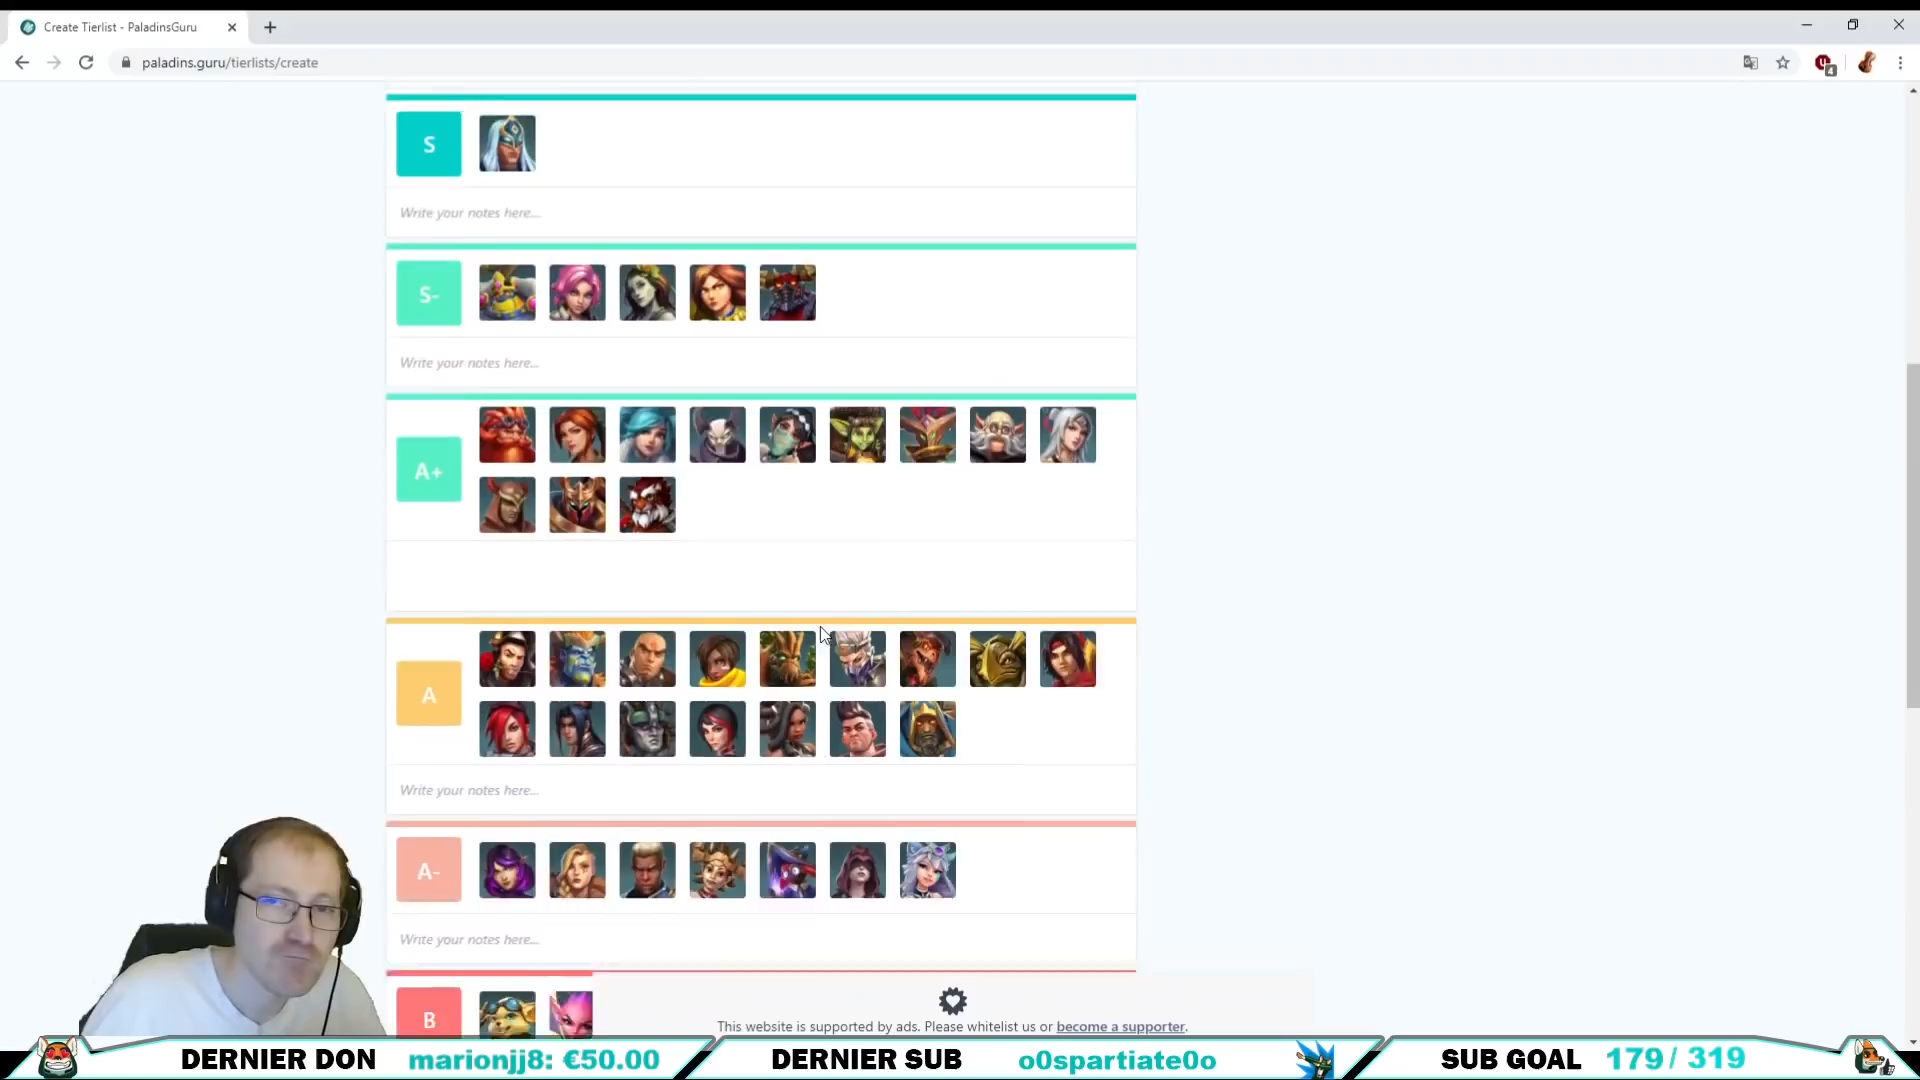 Create Tierlist - PaladinsGuru
paladins.guru/tierlists/create
4
S
Write your notes here...
S-
Write your notes here...
A+
A
Write your notes here...
A-
Write your notes here...
B
This website is supported by ads. Please whitelist us or become a supporter.
DERNIER DON marionjj8: €50.00 DERNIER SUB o0spartiate0o SUB GOAL 179 / 319